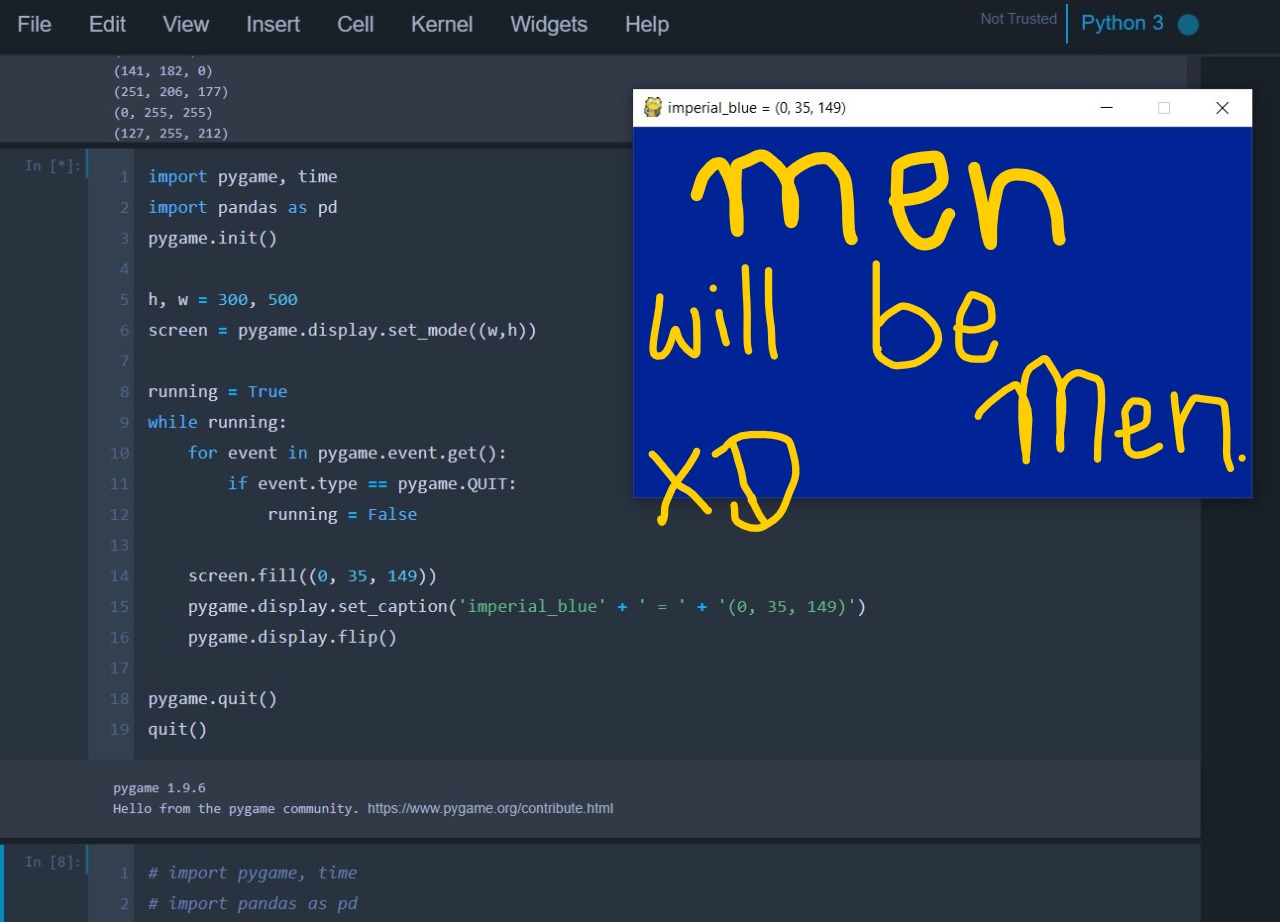 File Edit View Insert Cell Kernel Widgets Help Not Trusted Python 3
(141, 182, 0)
(251, 206, 177)
(0, 255, 255)
(127, 255, 212)
imperial_blue = (0, 35, 149)
men
will be
men.
XD
In [*]:
1 import pygame, time
2 import pandas as pd
3 pygame.init()
4
5 h, w = 300, 500
6 screen = pygame.display.set_mode((w,h))
7
8 running = True
9 while running:
10 for event in pygame.event.get():
11 if event.type == pygame.QUIT:
12 running = False
13
14 screen.fill((0, 35, 149))
15 pygame.display.set_caption('imperial_blue' + ' = ' + '(0, 35, 149)')
16 pygame.display.flip()
17
18 pygame.quit()
19 quit()
pygame 1.9.6
Hello from the pygame community. https://www.pygame.org/contribute.html
In [8]:
1 # import pygame, time
2 # import pandas as pd